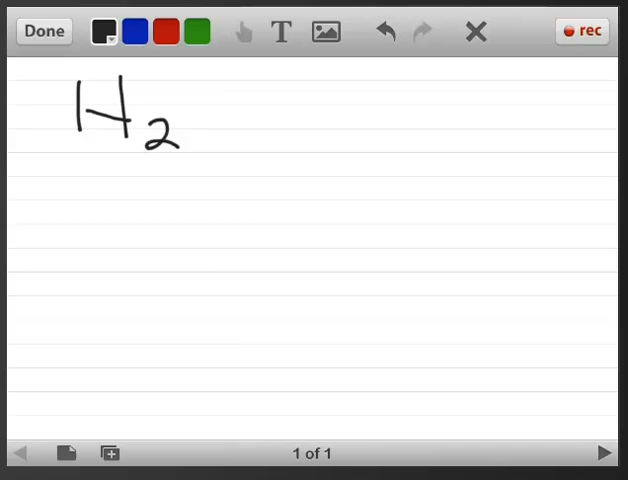 Done T rec
H₂
1 of 1